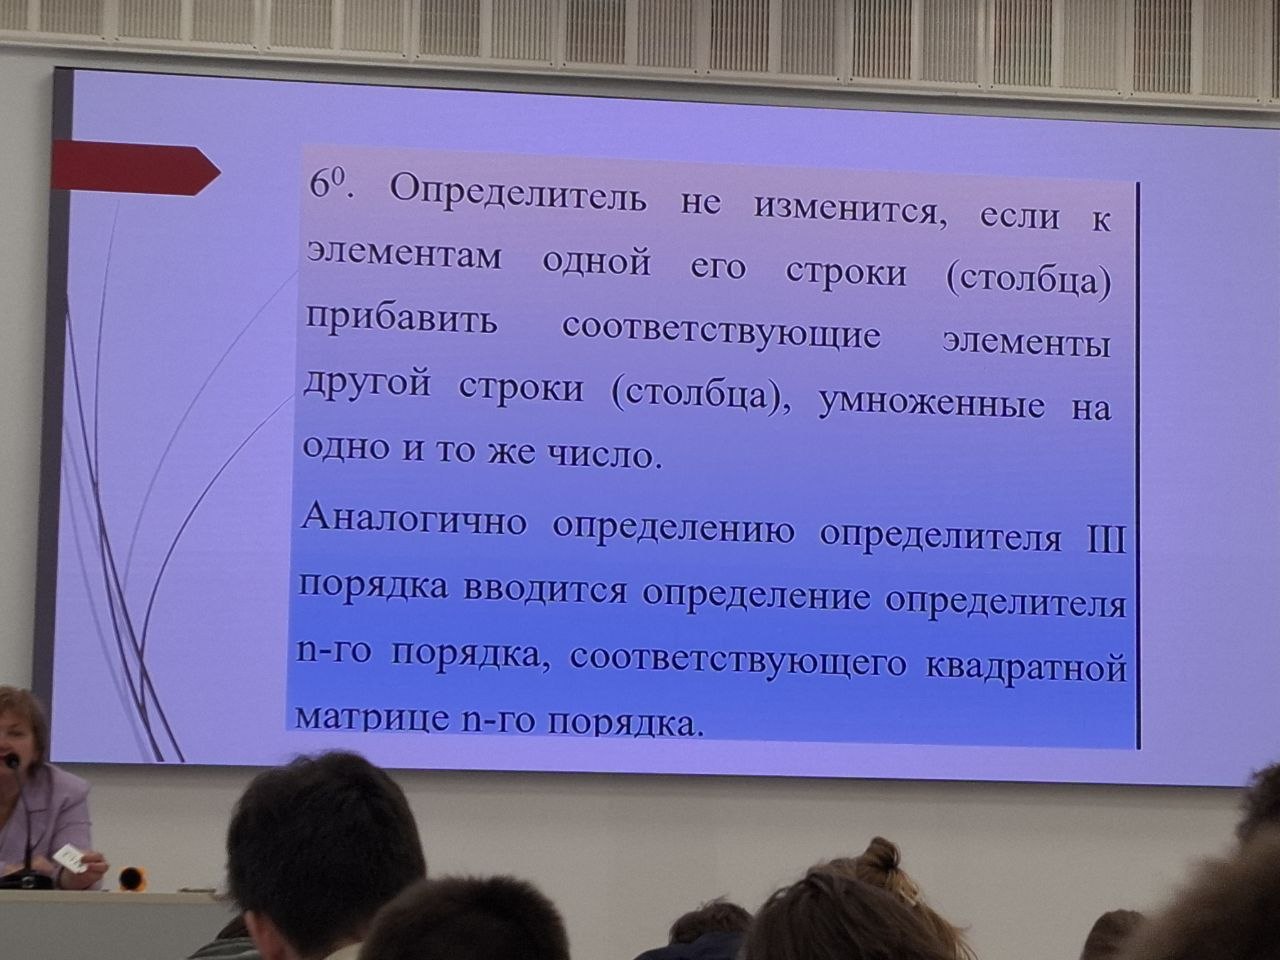 6⁰. Определитель не изменится, если к
элементам одной его строки (столбца)
прибавить соответствующие элементы
другой строки (столбца), умноженные на
одно и то же число.
Аналогично определению определителя III
порядка вводится определение определителя
n-го порядка, соответствующего квадратной
матрице n-го порядка.